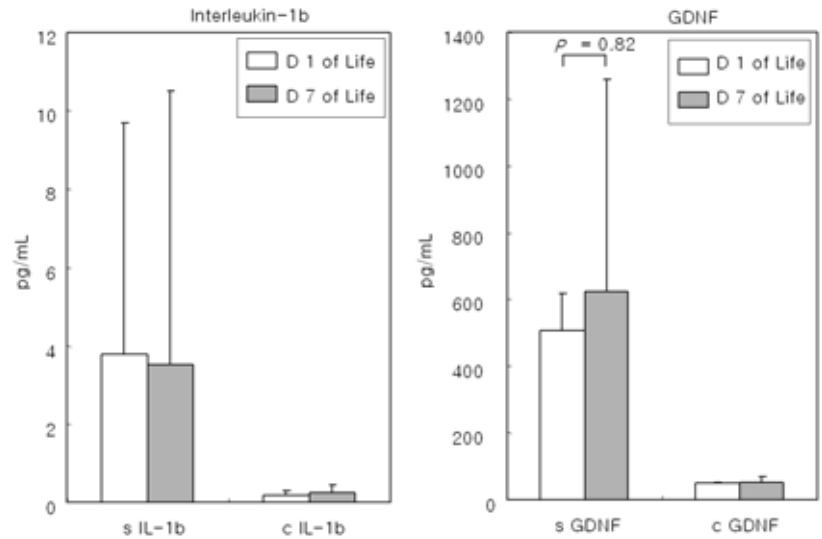 Interleukin-1b
12
10
8
6
4
2
0
pg/mL
D 1 of Life
D 7 of Life
s IL-1b
c IL-1b
GDNF
1400
1200
1000
800
600
400
200
0
pg/mL
P = 0.82
D 1 of Life
D 7 of Life
s GDNF
c GDNF